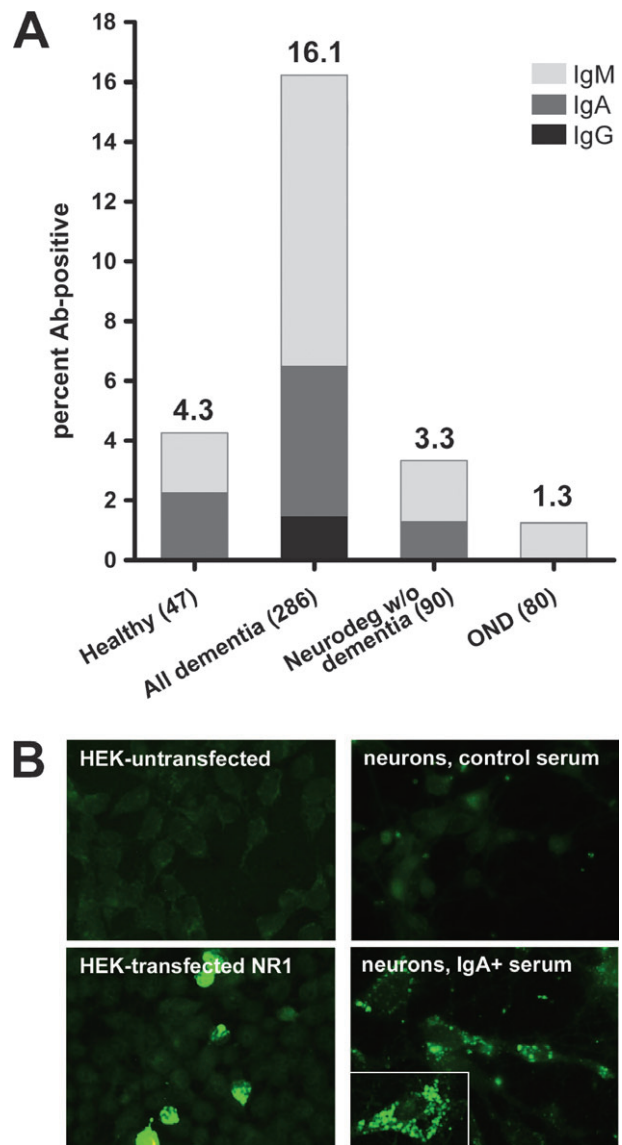 A
18
16
14
12
10
8
6
4
2
0
percent Ab-positive
4.3
16.1
3.3
1.3
IgM
IgA
IgG
Healthy (47)
All dementia (286)
Neurodeg w/o
dementia (90)
OND (80)
B
HEK-untransfected
neurons, control serum
HEK-transfected NR1
neurons, IgA+ serum